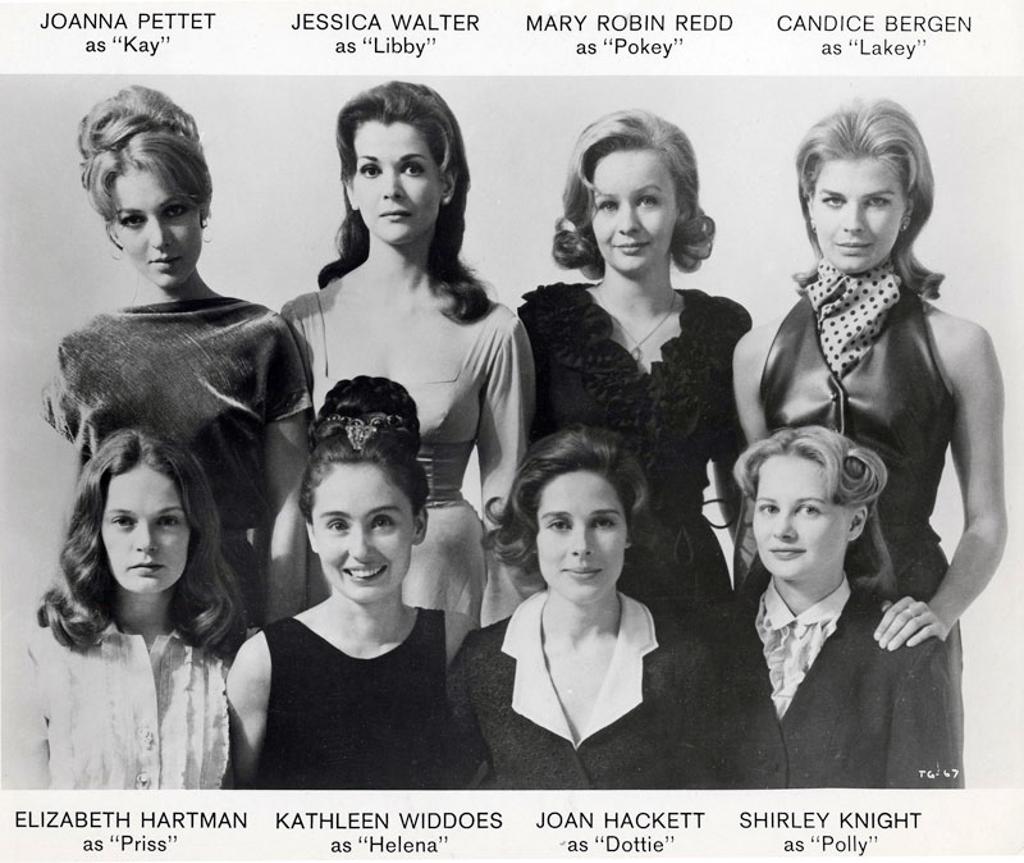 JOANNA PETTET
as "Kay"
JESSICA WALTER
as "Libby"
MARY ROBIN REDD
as "Pokey"
CANDICE BERGEN
as "Lakey"
TG-67
ELIZABETH HARTMAN
as "Priss"
KATHLEEN WIDDOES
as "Helena"
JOAN HACKETT
as "Dottie"
SHIRLEY KNIGHT
as "Polly"